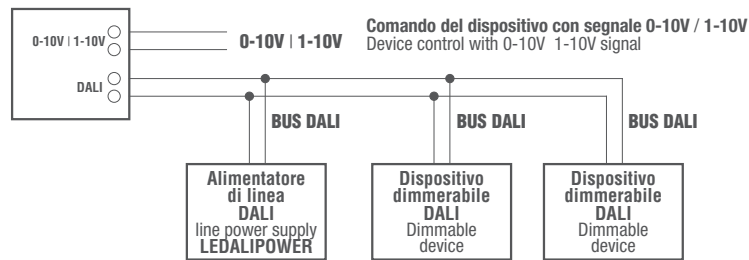 0-10V | 1-10V
DALI
0-10V | 1-10V
Comando del dispositivo con segnale 0-10V / 1-10V
Device control with 0-10V 1-10V signal
BUS DALI
BUS DALI
BUS DALI
Alimentatore
di linea
DALI
line power supply
LEDALIPOWER
Dispositivo
dimmerabile
DALI
Dimmable
device
Dispositivo
dimmerabile
DALI
Dimmable
device